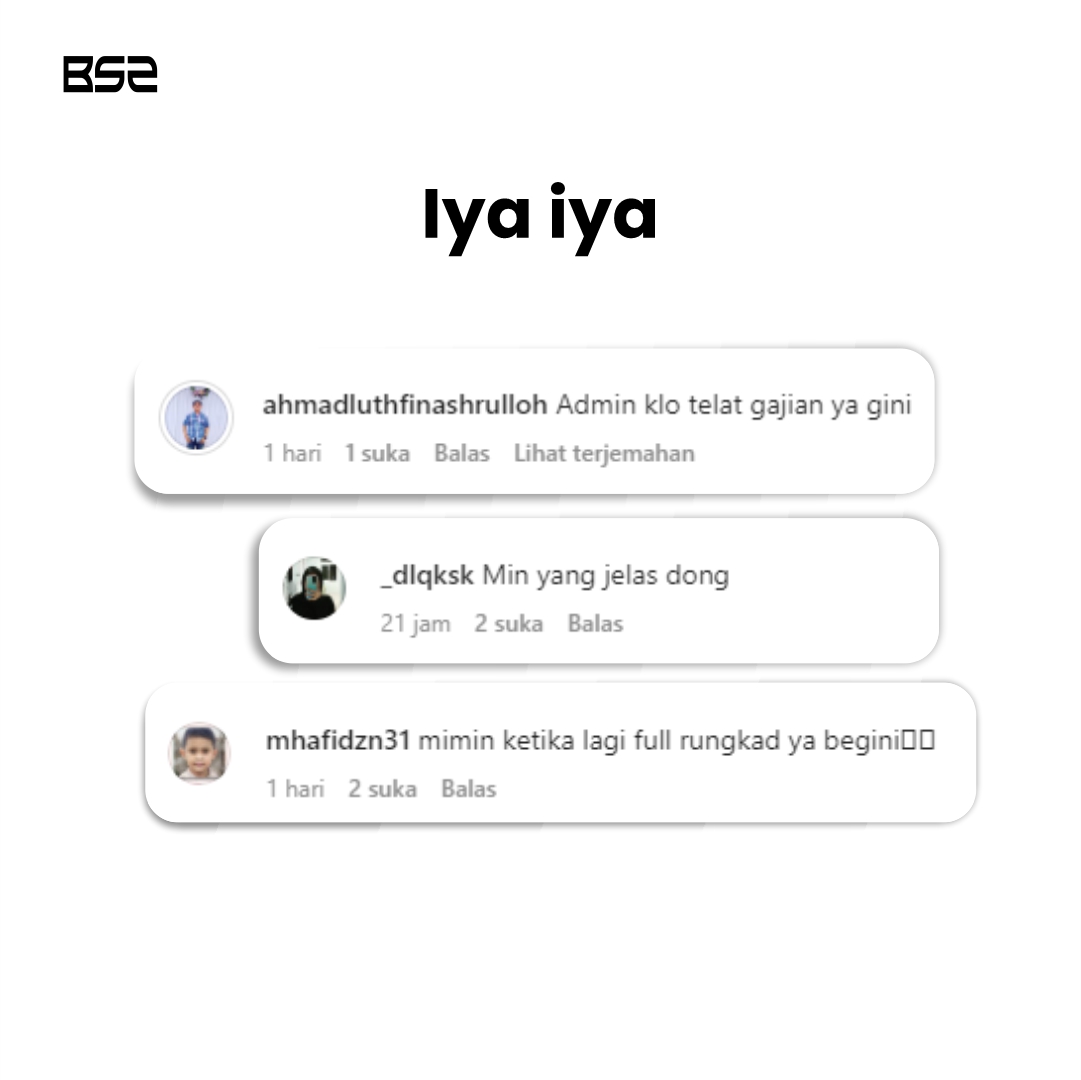 BS2
Iya iya
ahmadluthfinashrulloh Admin klo telat gajian ya gini
1 hari 1 suka Balas Lihat terjemahan
_dlqksk Min yang jelas dong
21 jam 2 suka Balas
mhafidzn31 mimin ketika lagi full rungkad ya begini▯▯
1 hari 2 suka Balas